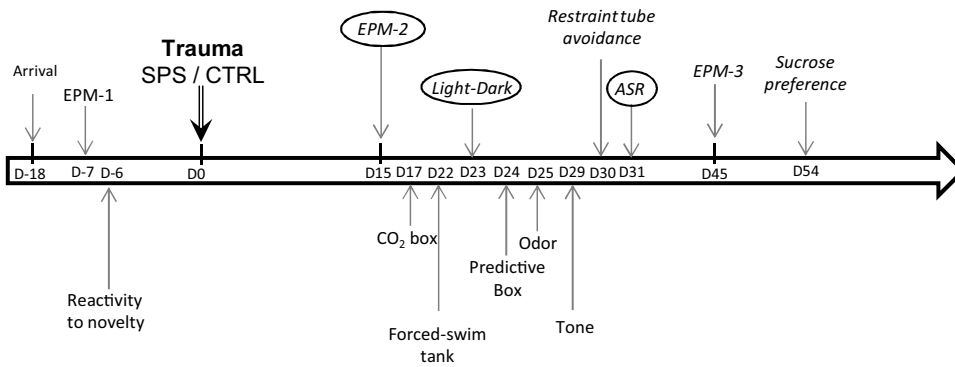 Trauma
SPS / CTRL
Arrival
EPM-1
EPM-2
Light-Dark
Restraint tube
avoidance
ASR
EPM-3
Sucrose
preference
D-18 D-7 D-6 D0 D15 D17 D22 D23 D24 D25 D29 D30 D31 D45 D54
Reactivity
to novelty
CO₂ box
Forced-swim
tank
Predictive
Box
Odor
Tone